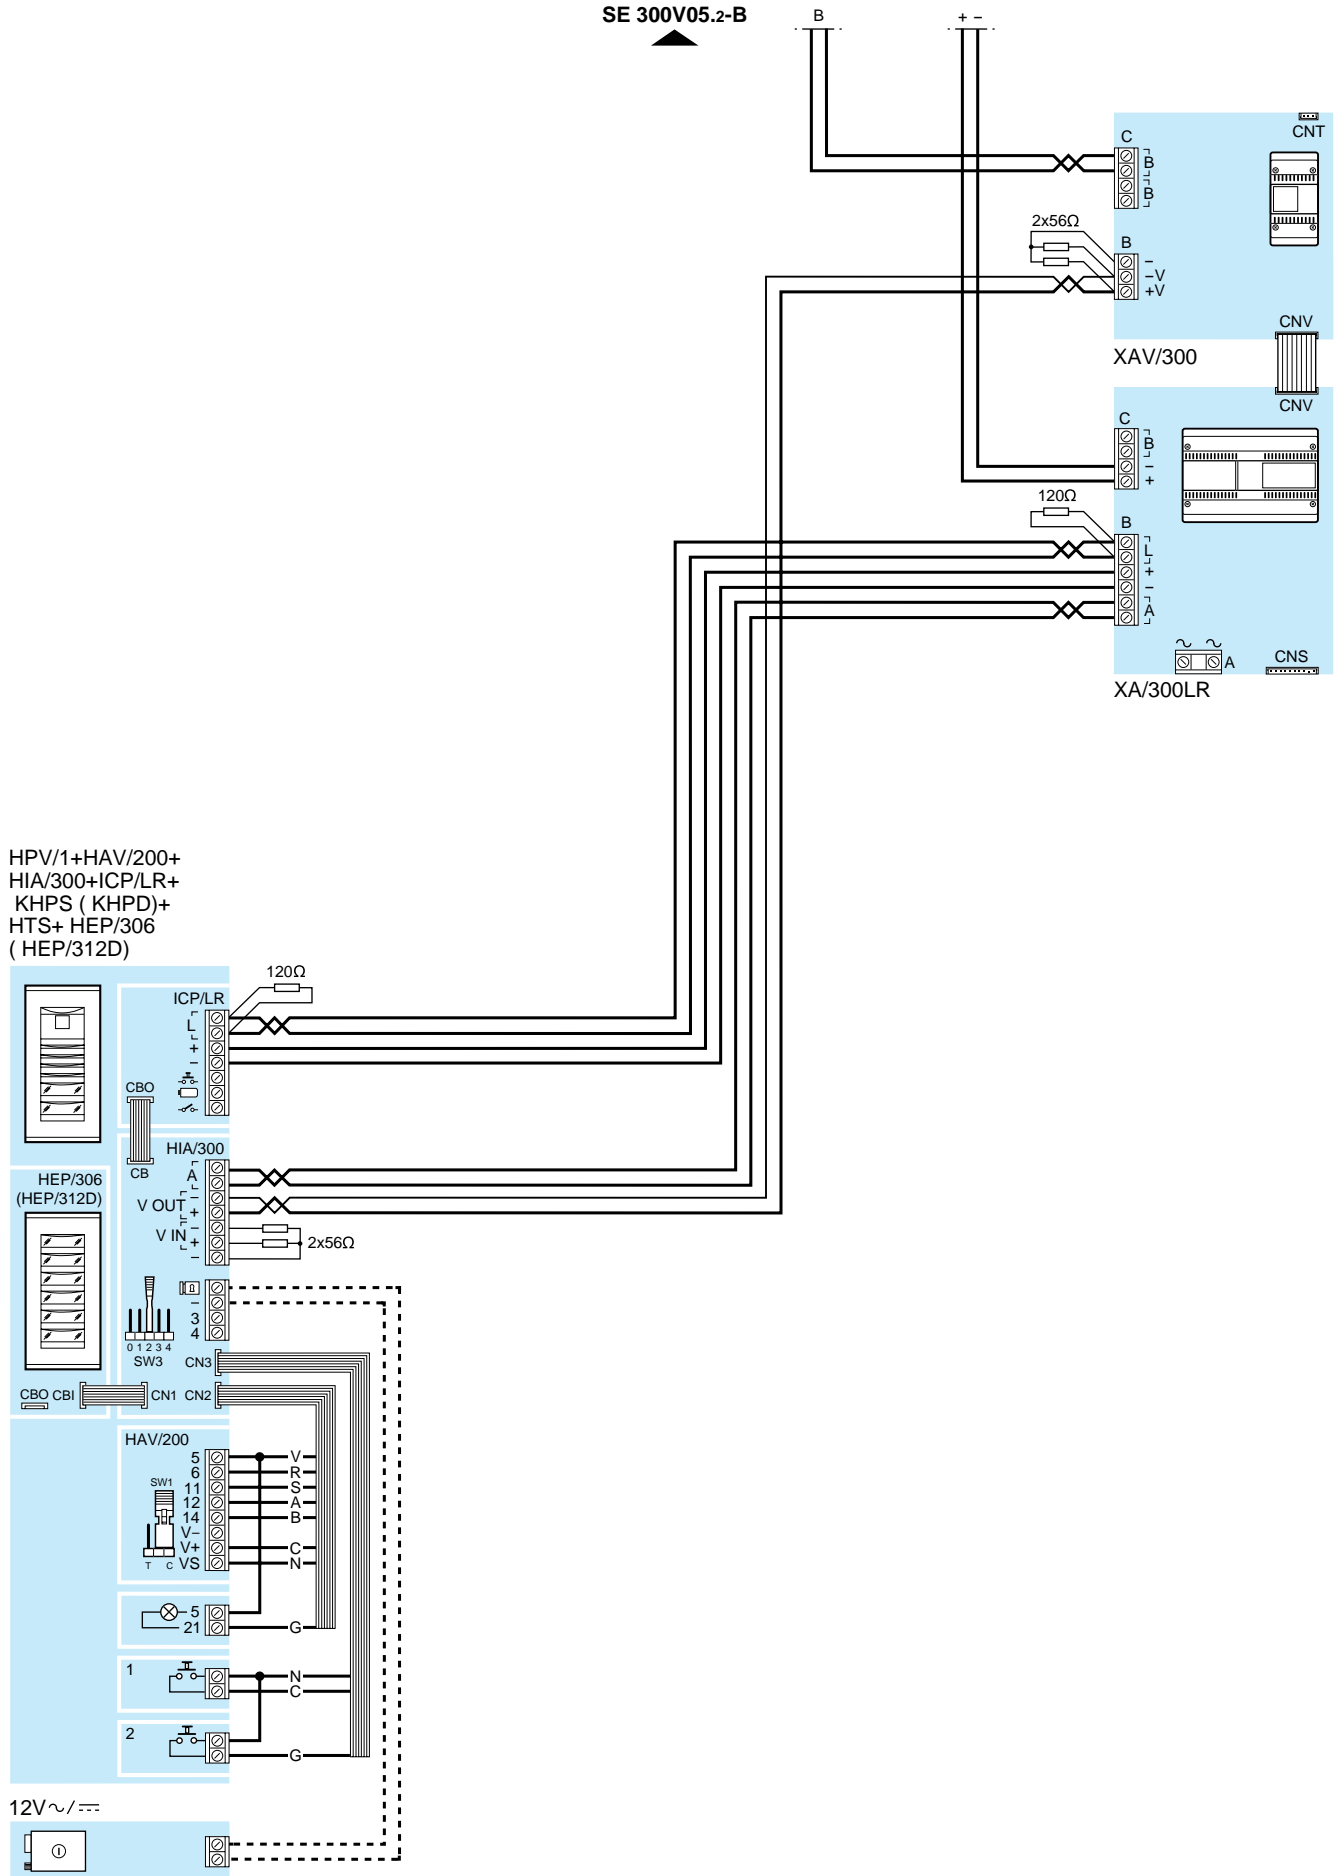 SE 300V05.2-B
B
+ −
CNT
C
B
B
2x56Ω
B
−
−V
+V
CNV
XAV/300
CNV
C
B
−
+
120Ω
B
L
+
−
A
A
CNS
XA/300LR
HPV/1+HAV/200+
HIA/300+ICP/LR+
KHPS ( KHPD)+
HTS+ HEP/306
( HEP/312D)
120Ω
ICP/LR
L
+
−
CBO
CB
HIA/300
A
V OUT
−
+
V IN
−
+
−
2x56Ω
HEP/306
(HEP/312D)
−
3
4
0 1 2 3 4
SW3
CN3
CBO CBI
CN1 CN2
HAV/200
5 V
6 R
SW1
11 S
12 A
14 B
V−
V+ C
T C VS N
5
21 G
1 N
C
2
G
12V∼/⎓